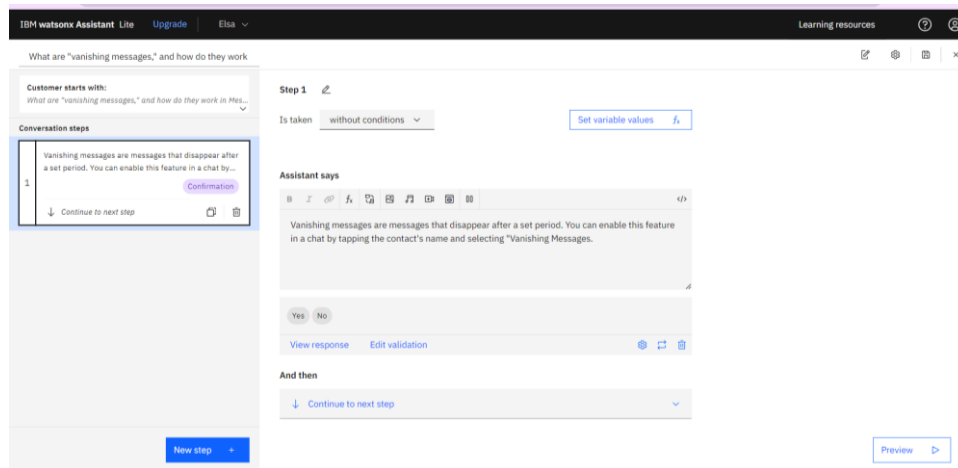 IBM watsonx Assistant Lite Upgrade Elsa Learning resources
What are "vanishing messages," and how do they work
Customer starts with:
What are "vanishing messages," and how do they work in Mes...
Conversation steps
1
Vanishing messages are messages that disappear after
a set period. You can enable this feature in a chat by...
Confirmation
Continue to next step
New step +
Step 1
Is taken without conditions Set variable values fx
Assistant says
B I fx </>
Vanishing messages are messages that disappear after a set period. You can enable this feature
in a chat by tapping the contact's name and selecting "Vanishing Messages.
Yes No
View response Edit validation
And then
Continue to next step
Preview